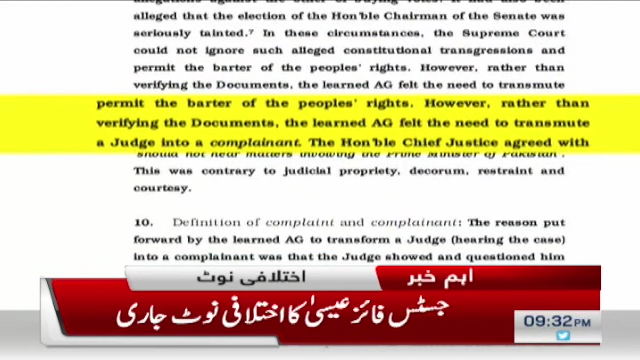 allegations against the other of buying votes. It had also been
alleged that the election of the Hon'ble Chairman of the Senate was
seriously tainted.⁷ In these circumstances, the Supreme Court
could not ignore such alleged constitutional transgressions and
permit the barter of the peoples' rights. However, rather than
verifying the Documents, the learned AG felt the need to transmute
permit the barter of the peoples' rights. However, rather than
verifying the Documents, the learned AG felt the need to transmute
a Judge into a complainant. The Hon'ble Chief Justice agreed with
should not hear matters involving the Prime Minister of Pakistan".
This was contrary to judicial propriety, decorum, restraint and
courtesy.
10. Definition of complaint and complainant: The reason put
forward by the learned AG to transform a Judge (hearing the case)
into a complainant was that the Judge showed and questioned him
اہم خبر
اختلافی نوٹ
جسٹس فائز عیسیٰ کا اختلافی نوٹ جاری
09:32PM